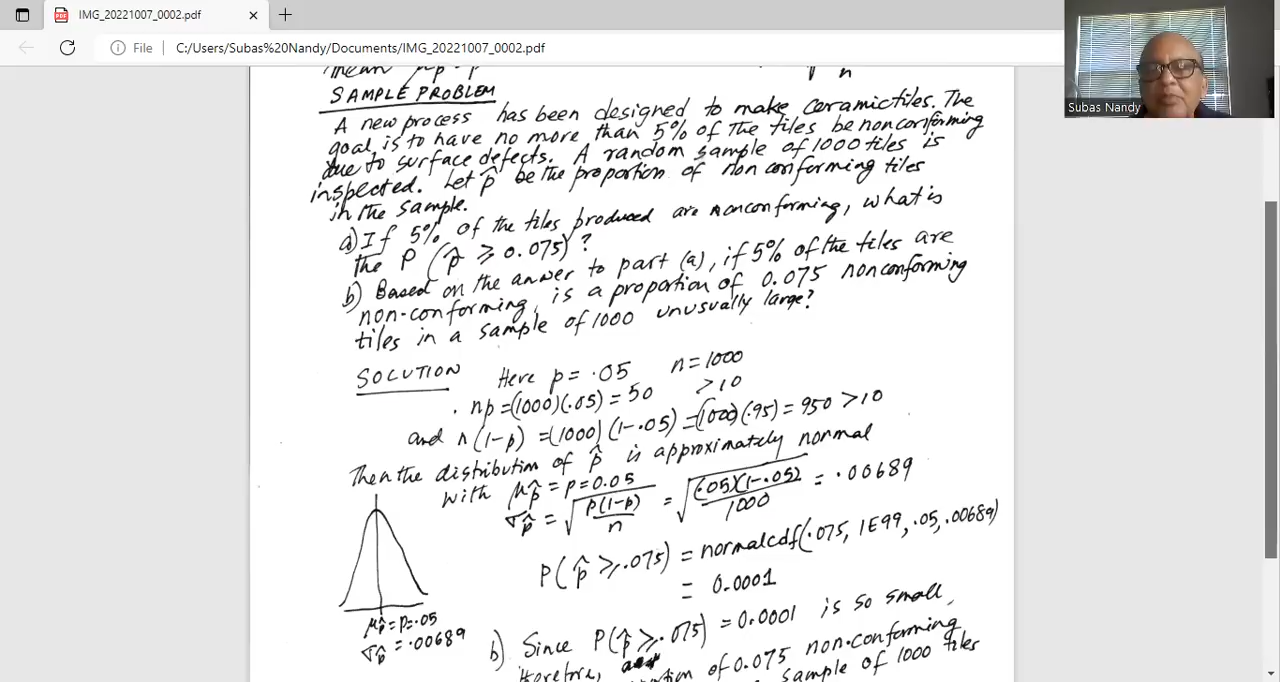 IMG_20221007_0002.pdf
File C:/Users/Subas%20Nandy/Documents/IMG_20221007_0002.pdf
Subas Nandy
mean μp̂ = p
n
SAMPLE PROBLEM
A new process has been designed to make ceramic tiles. The
goal is to have no more than 5% of the tiles be nonconforming
due to surface defects. A random sample of 1000 tiles is
inspected. Let p̂ be the proportion of non conforming tiles
in the sample.
a) If 5% of the tiles produced are nonconforming, what is
the P(p̂ ≥ 0.075)?
b) Based on the answer to part (a), if 5% of the tiles are
non-conforming, is a proportion of 0.075 nonconforming
tiles in a sample of 1000 unusually large?
SOLUTION Here p = .05 n = 1000
. np = (1000)(.05) = 50 > 10
and n(1-p) = (1000)(1-.05) = (1000)(.95) = 950 > 10
Then the distribution of p̂ is approximately normal
with μp̂ = p = 0.05
σp̂ = √(p(1-p)/n) = √((.05)(1-.05)/1000) = .00689
P(p̂ ≥ .075) = normalcdf(.075, 1E99, .05, .00689)
= 0.0001
μp̂ = p = .05
σp̂ = .00689
b) Since P(p̂ ≥ .075) = 0.0001 is so small,
therefore, of 0.075 non-conforming
sample of 1000 tiles